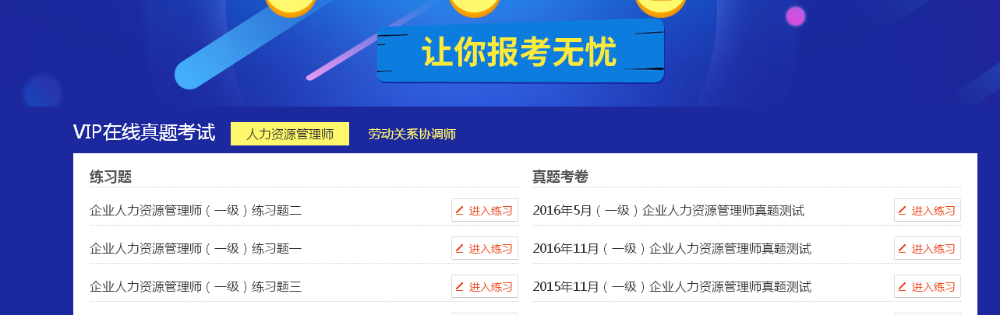 让你报考无忧
VIP在线真题考试 人力资源管理师 劳动关系协调师
练习题
企业人力资源管理师（一级）练习题二 进入练习
企业人力资源管理师（一级）练习题一 进入练习
企业人力资源管理师（一级）练习题三 进入练习
真题考卷
2016年5月（一级）企业人力资源管理师真题测试 进入练习
2016年11月（一级）企业人力资源管理师真题测试 进入练习
2015年11月（一级）企业人力资源管理师真题测试 进入练习